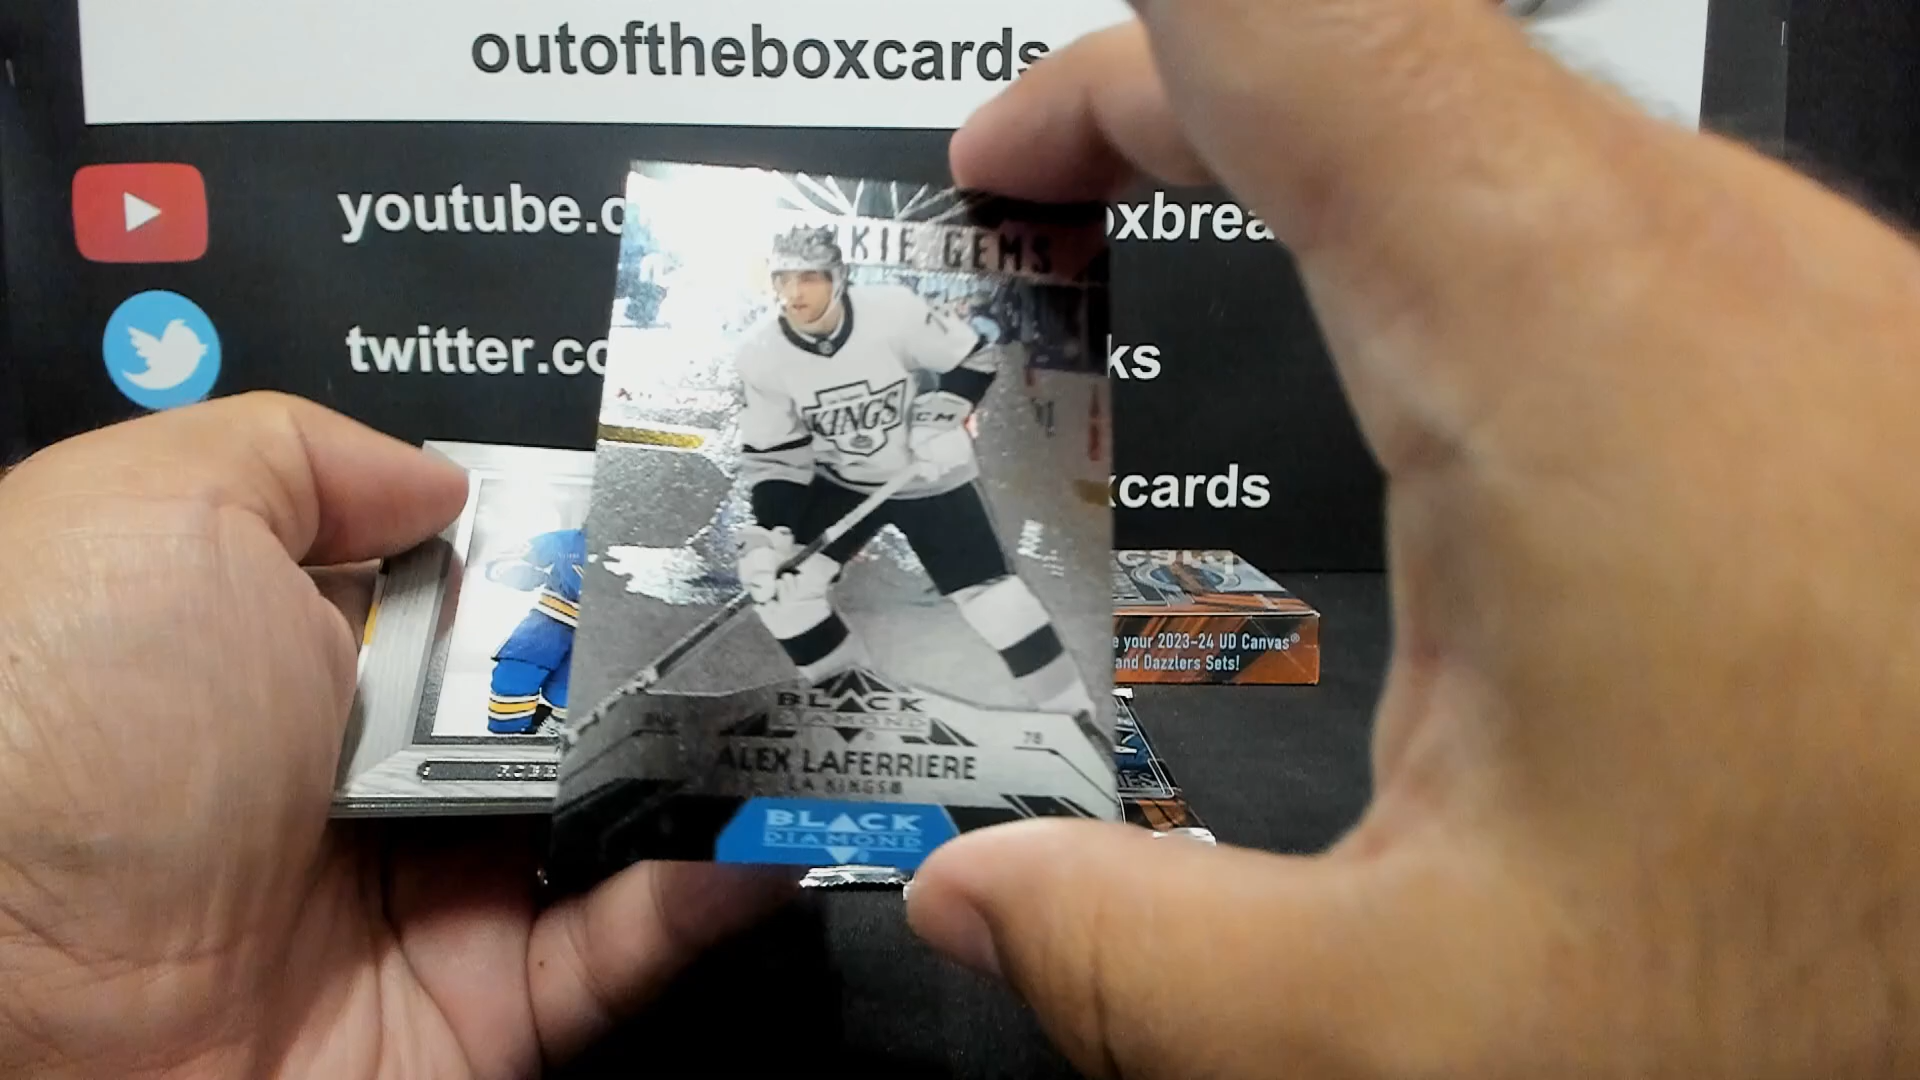 outoftheboxcards
youtube.c
oxbrea
twitter.co
ks
KIE GEMS
KINGS
CCM
xcards
e your 2023-24 UD Canvas®
and Dazzlers Sets!
BLACK
DIAMOND
78
ALEX LAFERRIERE
LA KINGS®
BLACK
DIAMOND